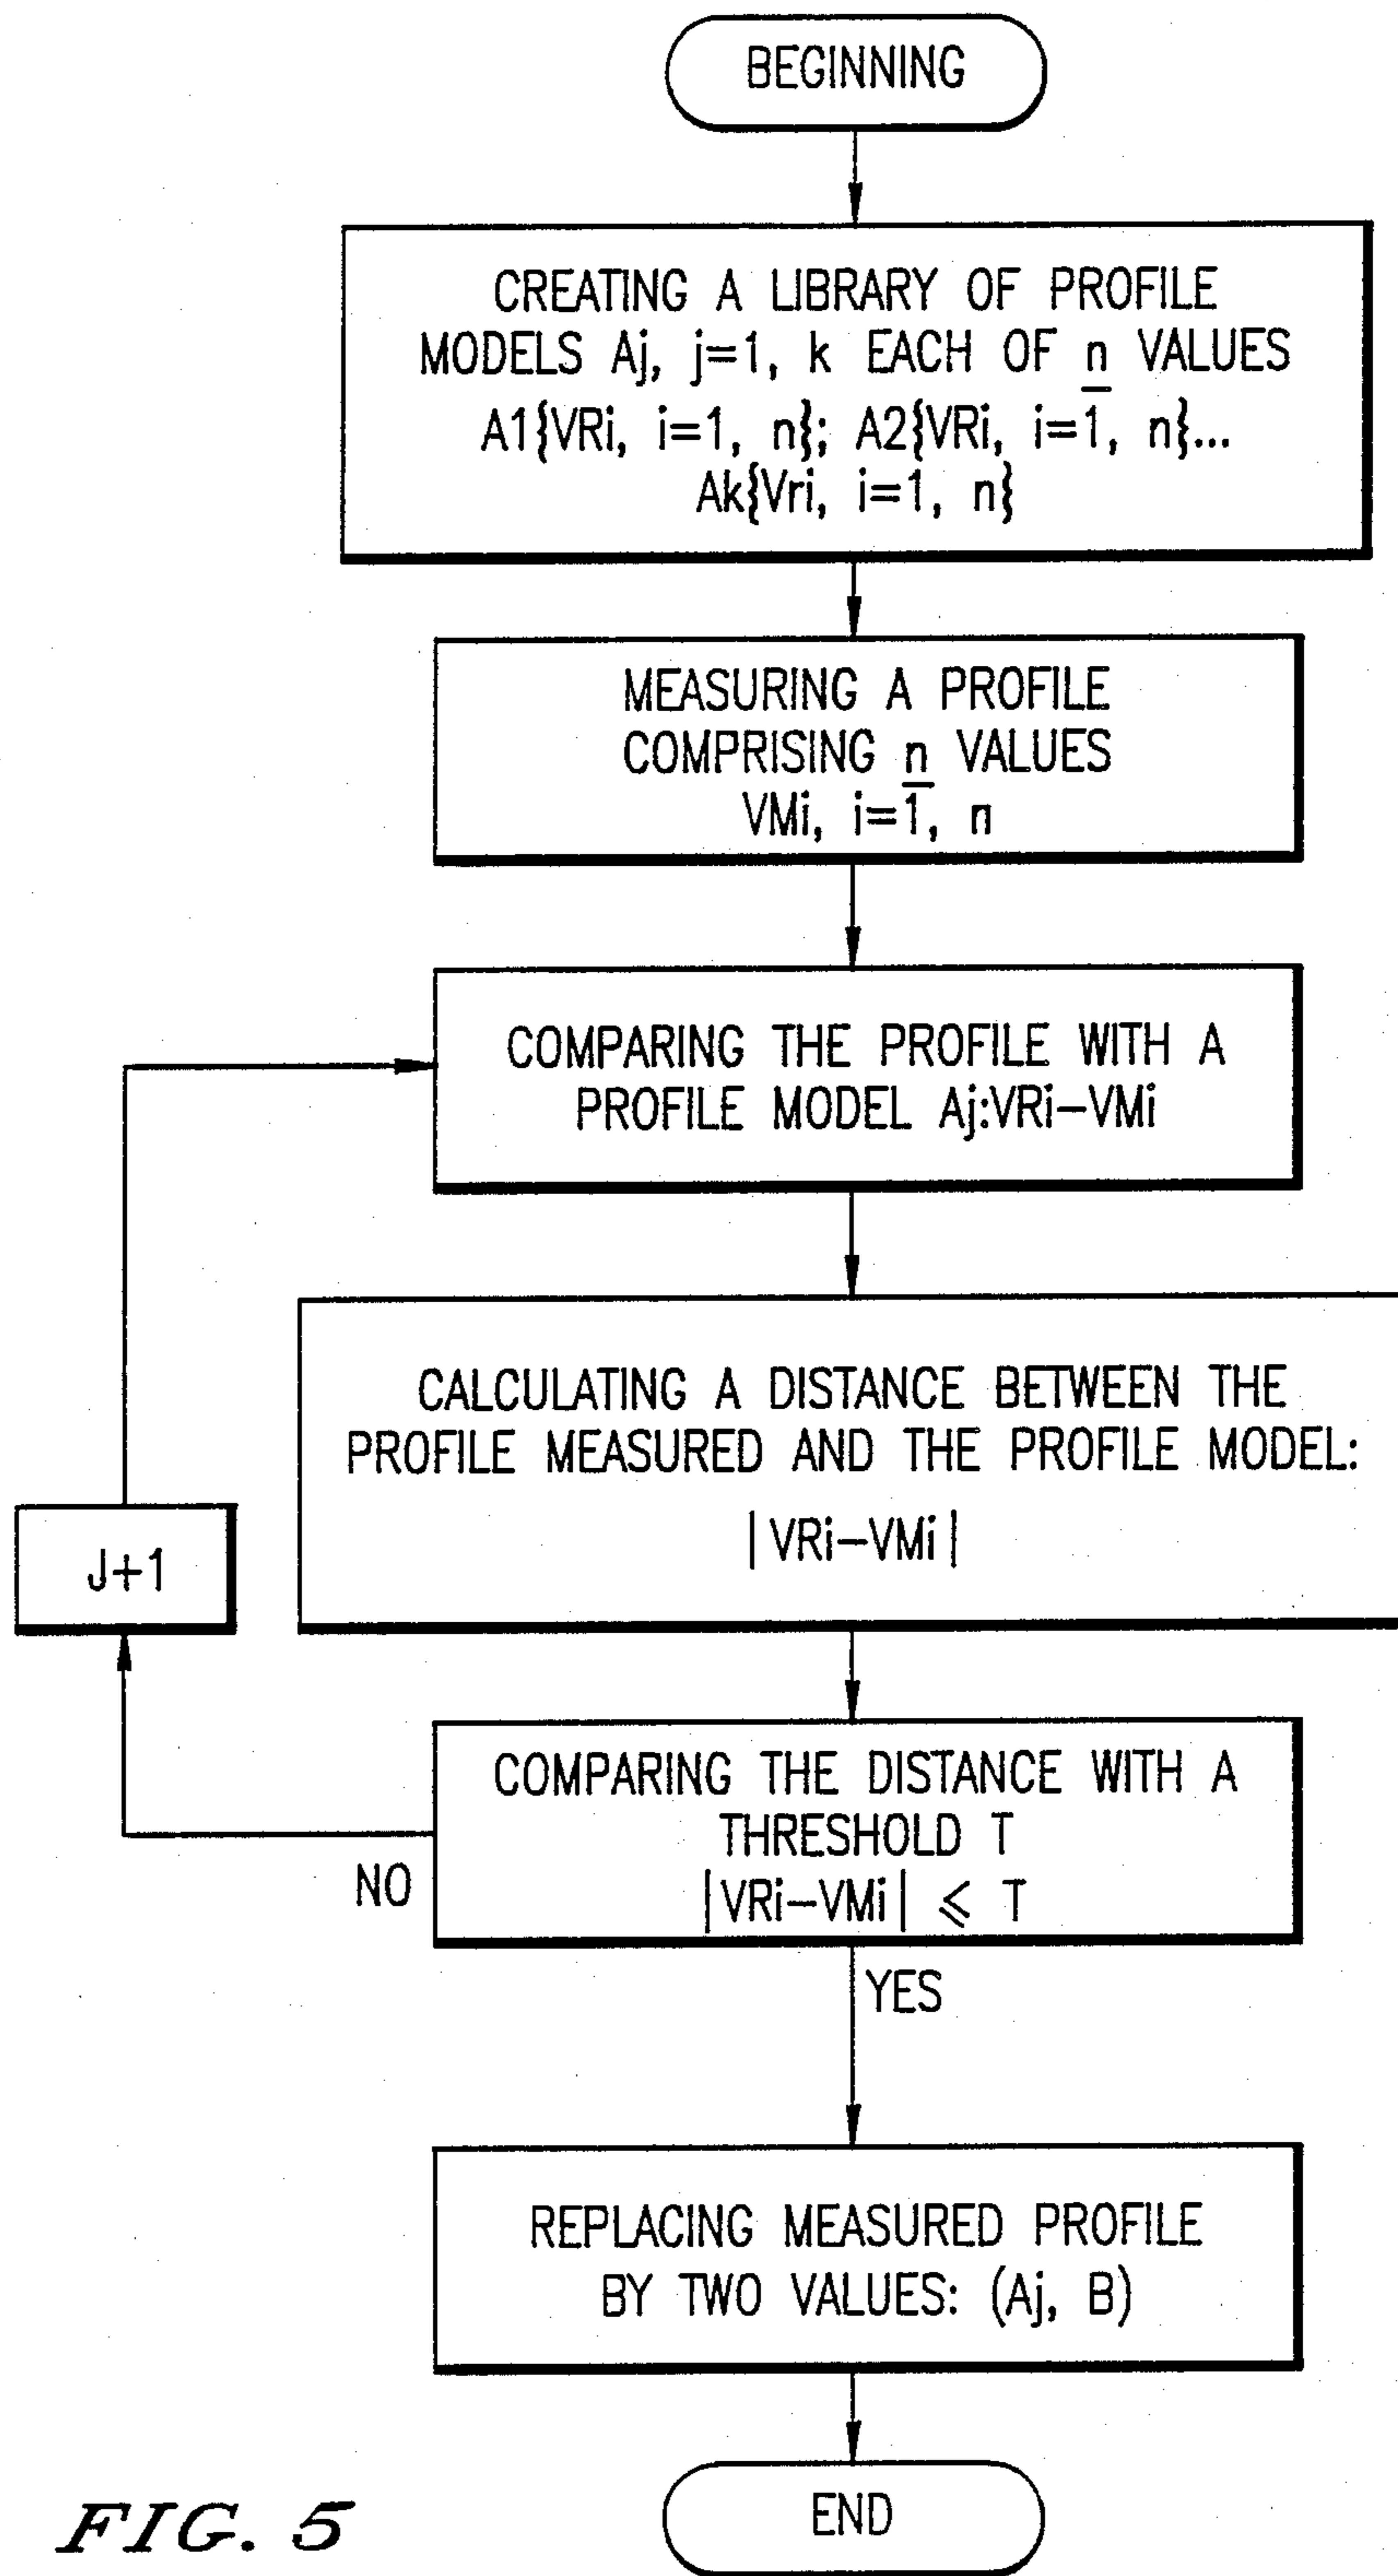 BEGINNING
CREATING A LIBRARY OF PROFILE
MODELS Aj, j=1, k EACH OF n VALUES
A1{VRi, i=1, n}; A2{VRi, i=1, n}...
Ak{Vri, i=1, n}
MEASURING A PROFILE
COMPRISING n VALUES
VMi, i=1, n
COMPARING THE PROFILE WITH A
PROFILE MODEL Aj:VRi–VMi
CALCULATING A DISTANCE BETWEEN THE
PROFILE MEASURED AND THE PROFILE MODEL:
|VRi–VMi|
J+1
COMPARING THE DISTANCE WITH A
THRESHOLD T
|VRi–VMi| ⩽ T
NO
YES
REPLACING MEASURED PROFILE
BY TWO VALUES: (Aj, B)
END
FIG. 5